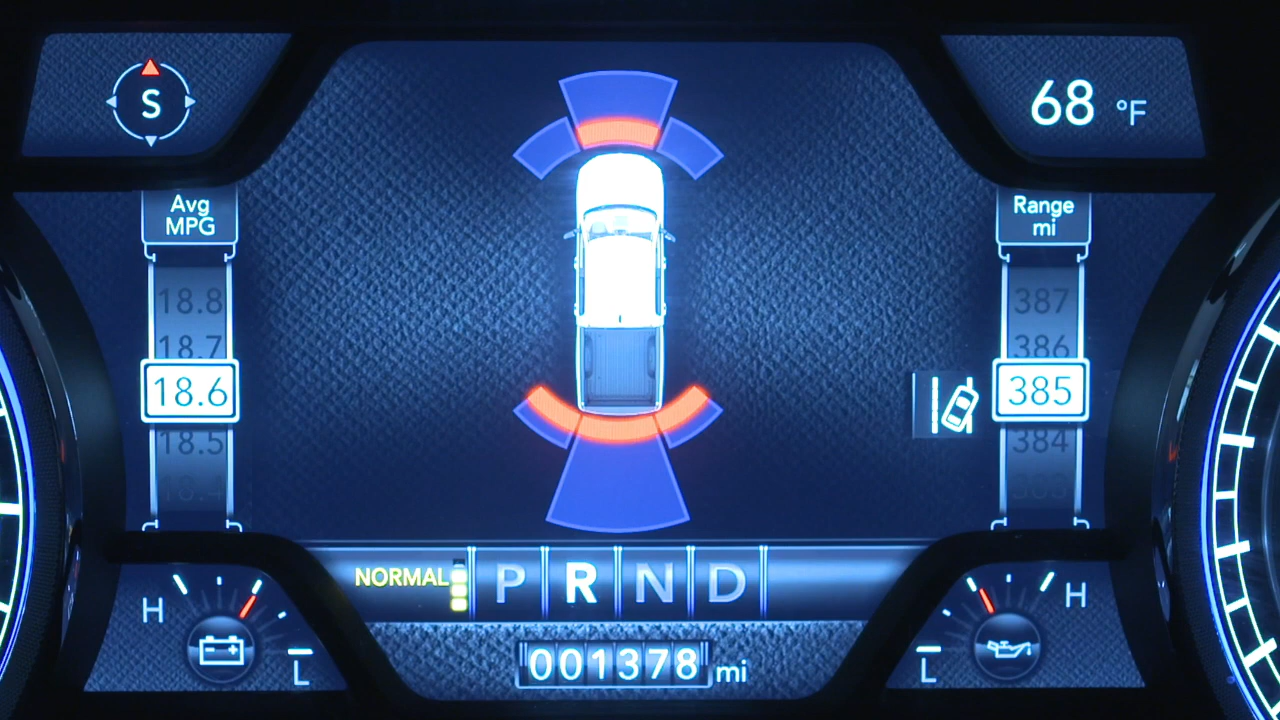 S
68 °F
Avg
MPG
18.8
18.7
18.6
18.5
Range
mi
387
386
385
384
NORMAL P R N D
H
L
001378 mi
H
L